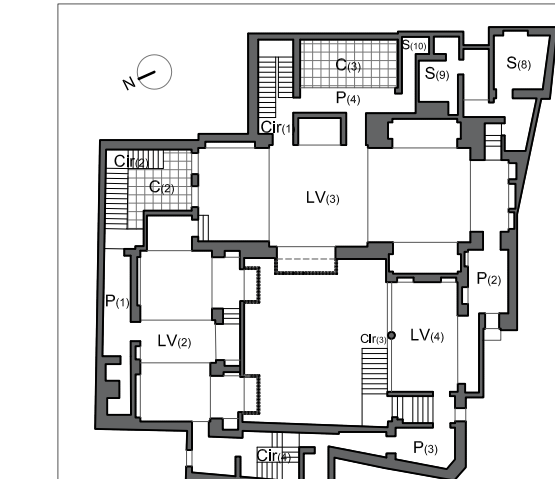 S(10)
C(3)
S(9)
S(8)
N
P(4)
Cir(1)
Cir(2)
C(2)
LV(3)
P(2)
P(1)
LV(2)
Cir(3)
LV(4)
P(3)
Cir(4)